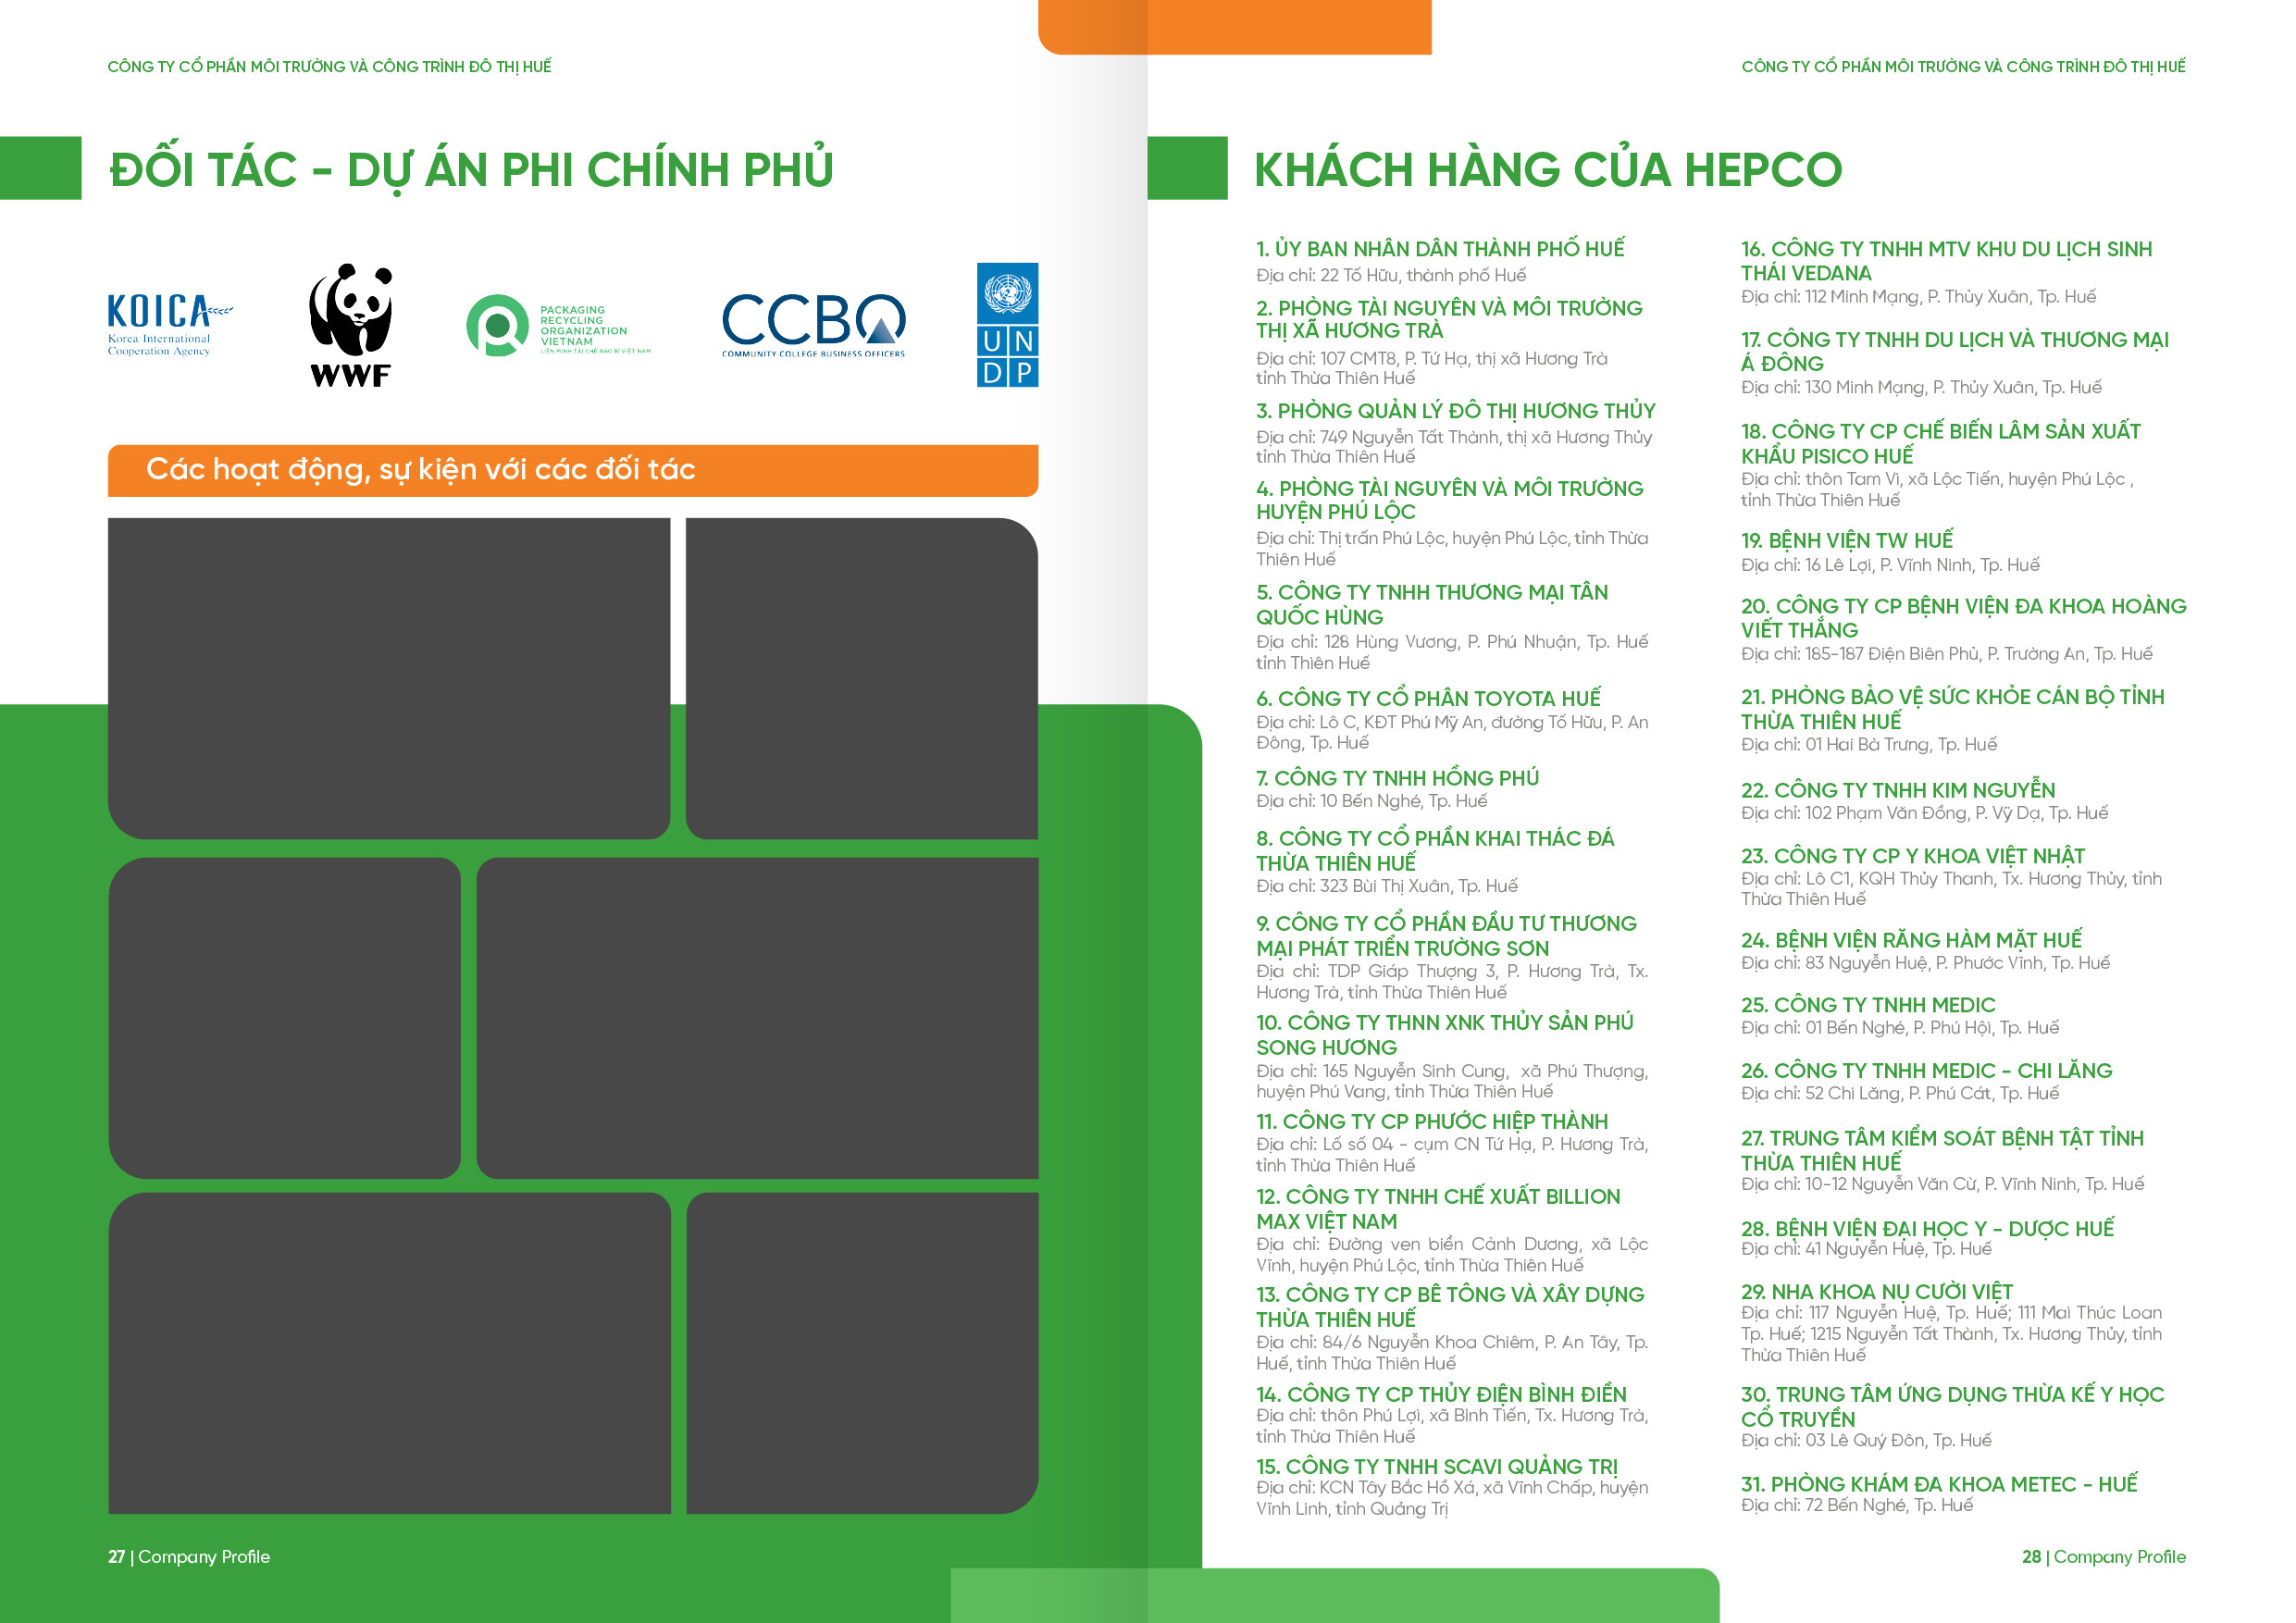 CÔNG TY CỔ PHẦN MÔI TRƯỜNG VÀ CÔNG TRÌNH ĐÔ THỊ HUẾ
ĐỐI TÁC - DỰ ÁN PHI CHÍNH PHỦ
KOICA
Korea International
Cooperation Agency
WWF
PACKAGING
RECYCLING
ORGANIZATION
VIETNAM
LIÊN MINH TÁI CHẾ BAO BÌ VIỆT NAM
CCBO
COMMUNITY COLLEGE BUSINESS OFFICERS
UN
DP
Các hoạt động, sự kiện với các đối tác
27 | Company Profile
CÔNG TY CỔ PHẦN MÔI TRƯỜNG VÀ CÔNG TRÌNH ĐÔ THỊ HUẾ
KHÁCH HÀNG CỦA HEPCO
1. ỦY BAN NHÂN DÂN THÀNH PHỐ HUẾ
Địa chỉ: 22 Tố Hữu, thành phố Huế
2. PHÒNG TÀI NGUYÊN VÀ MÔI TRƯỜNG
THỊ XÃ HƯƠNG TRÀ
Địa chỉ: 107 CMT8, P. Tứ Hạ, thị xã Hương Trà
tỉnh Thừa Thiên Huế
3. PHÒNG QUẢN LÝ ĐÔ THỊ HƯƠNG THỦY
Địa chỉ: 749 Nguyễn Tất Thành, thị xã Hương Thủy
tỉnh Thừa Thiên Huế
4. PHÒNG TÀI NGUYÊN VÀ MÔI TRƯỜNG
HUYỆN PHÚ LỘC
Địa chỉ: Thị trấn Phú Lộc, huyện Phú Lộc, tỉnh Thừa
Thiên Huế
5. CÔNG TY TNHH THƯƠNG MẠI TÂN
QUỐC HÙNG
Địa chỉ: 128 Hùng Vương, P. Phú Nhuận, Tp. Huế
tỉnh Thiên Huế
6. CÔNG TY CỔ PHÂN TOYOTA HUẾ
Địa chỉ: Lô C, KĐT Phú Mỹ An, đường Tố Hữu, P. An
Đông, Tp. Huế
7. CÔNG TY TNHH HỒNG PHÚ
Địa chỉ: 10 Bến Nghé, Tp. Huế
8. CÔNG TY CỔ PHẦN KHAI THÁC ĐÁ
THỪA THIÊN HUẾ
Địa chỉ: 323 Bùi Thị Xuân, Tp. Huế
9. CÔNG TY CỔ PHẦN ĐẦU TƯ THƯƠNG
MẠI PHÁT TRIỂN TRƯỜNG SƠN
Địa chỉ: TDP Giáp Thượng 3, P. Hương Trà, Tx.
Hương Trà, tỉnh Thừa Thiên Huế
10. CÔNG TY THNN XNK THỦY SẢN PHÚ
SONG HƯƠNG
Địa chỉ: 165 Nguyễn Sinh Cung, xã Phú Thượng,
huyện Phú Vang, tỉnh Thừa Thiên Huế
11. CÔNG TY CP PHƯỚC HIỆP THÀNH
Địa chỉ: Lố số 04 - cụm CN Tứ Hạ, P. Hương Trà,
tỉnh Thừa Thiên Huế
12. CÔNG TY TNHH CHẾ XUẤT BILLION
MAX VIỆT NAM
Địa chỉ: Đường ven biển Cảnh Dương, xã Lộc
Vĩnh, huyện Phú Lộc, tỉnh Thừa Thiên Huế
13. CÔNG TY CP BÊ TÔNG VÀ XÂY DỰNG
THỪA THIÊN HUẾ
Địa chỉ: 84/6 Nguyễn Khoa Chiêm, P. An Tây, Tp.
Huế, tỉnh Thừa Thiên Huế
14. CÔNG TY CP THỦY ĐIỆN BÌNH ĐIỀN
Địa chỉ: thôn Phú Lợi, xã Bình Tiến, Tx. Hương Trà,
tỉnh Thừa Thiên Huế
15. CÔNG TY TNHH SCAVI QUẢNG TRỊ
Địa chỉ: KCN Tây Bắc Hồ Xá, xã Vĩnh Chấp, huyện
Vĩnh Linh, tỉnh Quảng Trị
16. CÔNG TY TNHH MTV KHU DU LỊCH SINH
THÁI VEDANA
Địa chỉ: 112 Minh Mạng, P. Thủy Xuân, Tp. Huế
17. CÔNG TY TNHH DU LỊCH VÀ THƯƠNG MẠI
Á ĐÔNG
Địa chỉ: 130 Minh Mạng, P. Thủy Xuân, Tp. Huế
18. CÔNG TY CP CHẾ BIẾN LÂM SẢN XUẤT
KHẨU PISICO HUẾ
Địa chỉ: thôn Tam Vị, xã Lộc Tiến, huyện Phú Lộc ,
tỉnh Thừa Thiên Huế
19. BỆNH VIỆN TW HUẾ
Địa chỉ: 16 Lê Lợi, P. Vĩnh Ninh, Tp. Huế
20. CÔNG TY CP BỆNH VIỆN ĐA KHOA HOÀNG
VIẾT THẮNG
Địa chỉ: 185-187 Điện Biên Phủ, P. Trường An, Tp. Huế
21. PHÒNG BẢO VỆ SỨC KHỎE CÁN BỘ TỈNH
THỪA THIÊN HUẾ
Địa chỉ: 01 Hai Bà Trưng, Tp. Huế
22. CÔNG TY TNHH KIM NGUYỄN
Địa chỉ: 102 Phạm Văn Đồng, P. Vỹ Dạ, Tp. Huế
23. CÔNG TY CP Y KHOA VIỆT NHẬT
Địa chỉ: Lô C1, KQH Thủy Thanh, Tx. Hương Thủy, tỉnh
Thừa Thiên Huế
24. BỆNH VIỆN RĂNG HÀM MẶT HUẾ
Địa chỉ: 83 Nguyễn Huệ, P. Phước Vĩnh, Tp. Huế
25. CÔNG TY TNHH MEDIC
Địa chỉ: 01 Bến Nghé, P. Phú Hội, Tp. Huế
26. CÔNG TY TNHH MEDIC - CHI LĂNG
Địa chỉ: 52 Chi Lăng, P. Phú Cát, Tp. Huế
27. TRUNG TÂM KIỂM SOÁT BỆNH TẬT TỈNH
THỪA THIÊN HUẾ
Địa chỉ: 10-12 Nguyễn Văn Cừ, P. Vĩnh Ninh, Tp. Huế
28. BỆNH VIỆN ĐẠI HỌC Y - DƯỢC HUẾ
Địa chỉ: 41 Nguyễn Huệ, Tp. Huế
29. NHA KHOA NỤ CƯỜI VIỆT
Địa chỉ: 117 Nguyễn Huệ, Tp. Huế; 111 Mai Thúc Loan
Tp. Huế; 1215 Nguyễn Tất Thành, Tx. Hương Thủy, tỉnh
Thừa Thiên Huế
30. TRUNG TÂM ỨNG DỤNG THỪA KẾ Y HỌC
CỔ TRUYỀN
Địa chỉ: 03 Lê Quý Đôn, Tp. Huế
31. PHÒNG KHÁM ĐA KHOA METEC - HUẾ
Địa chỉ: 72 Bến Nghé, Tp. Huế
28 | Company Profile